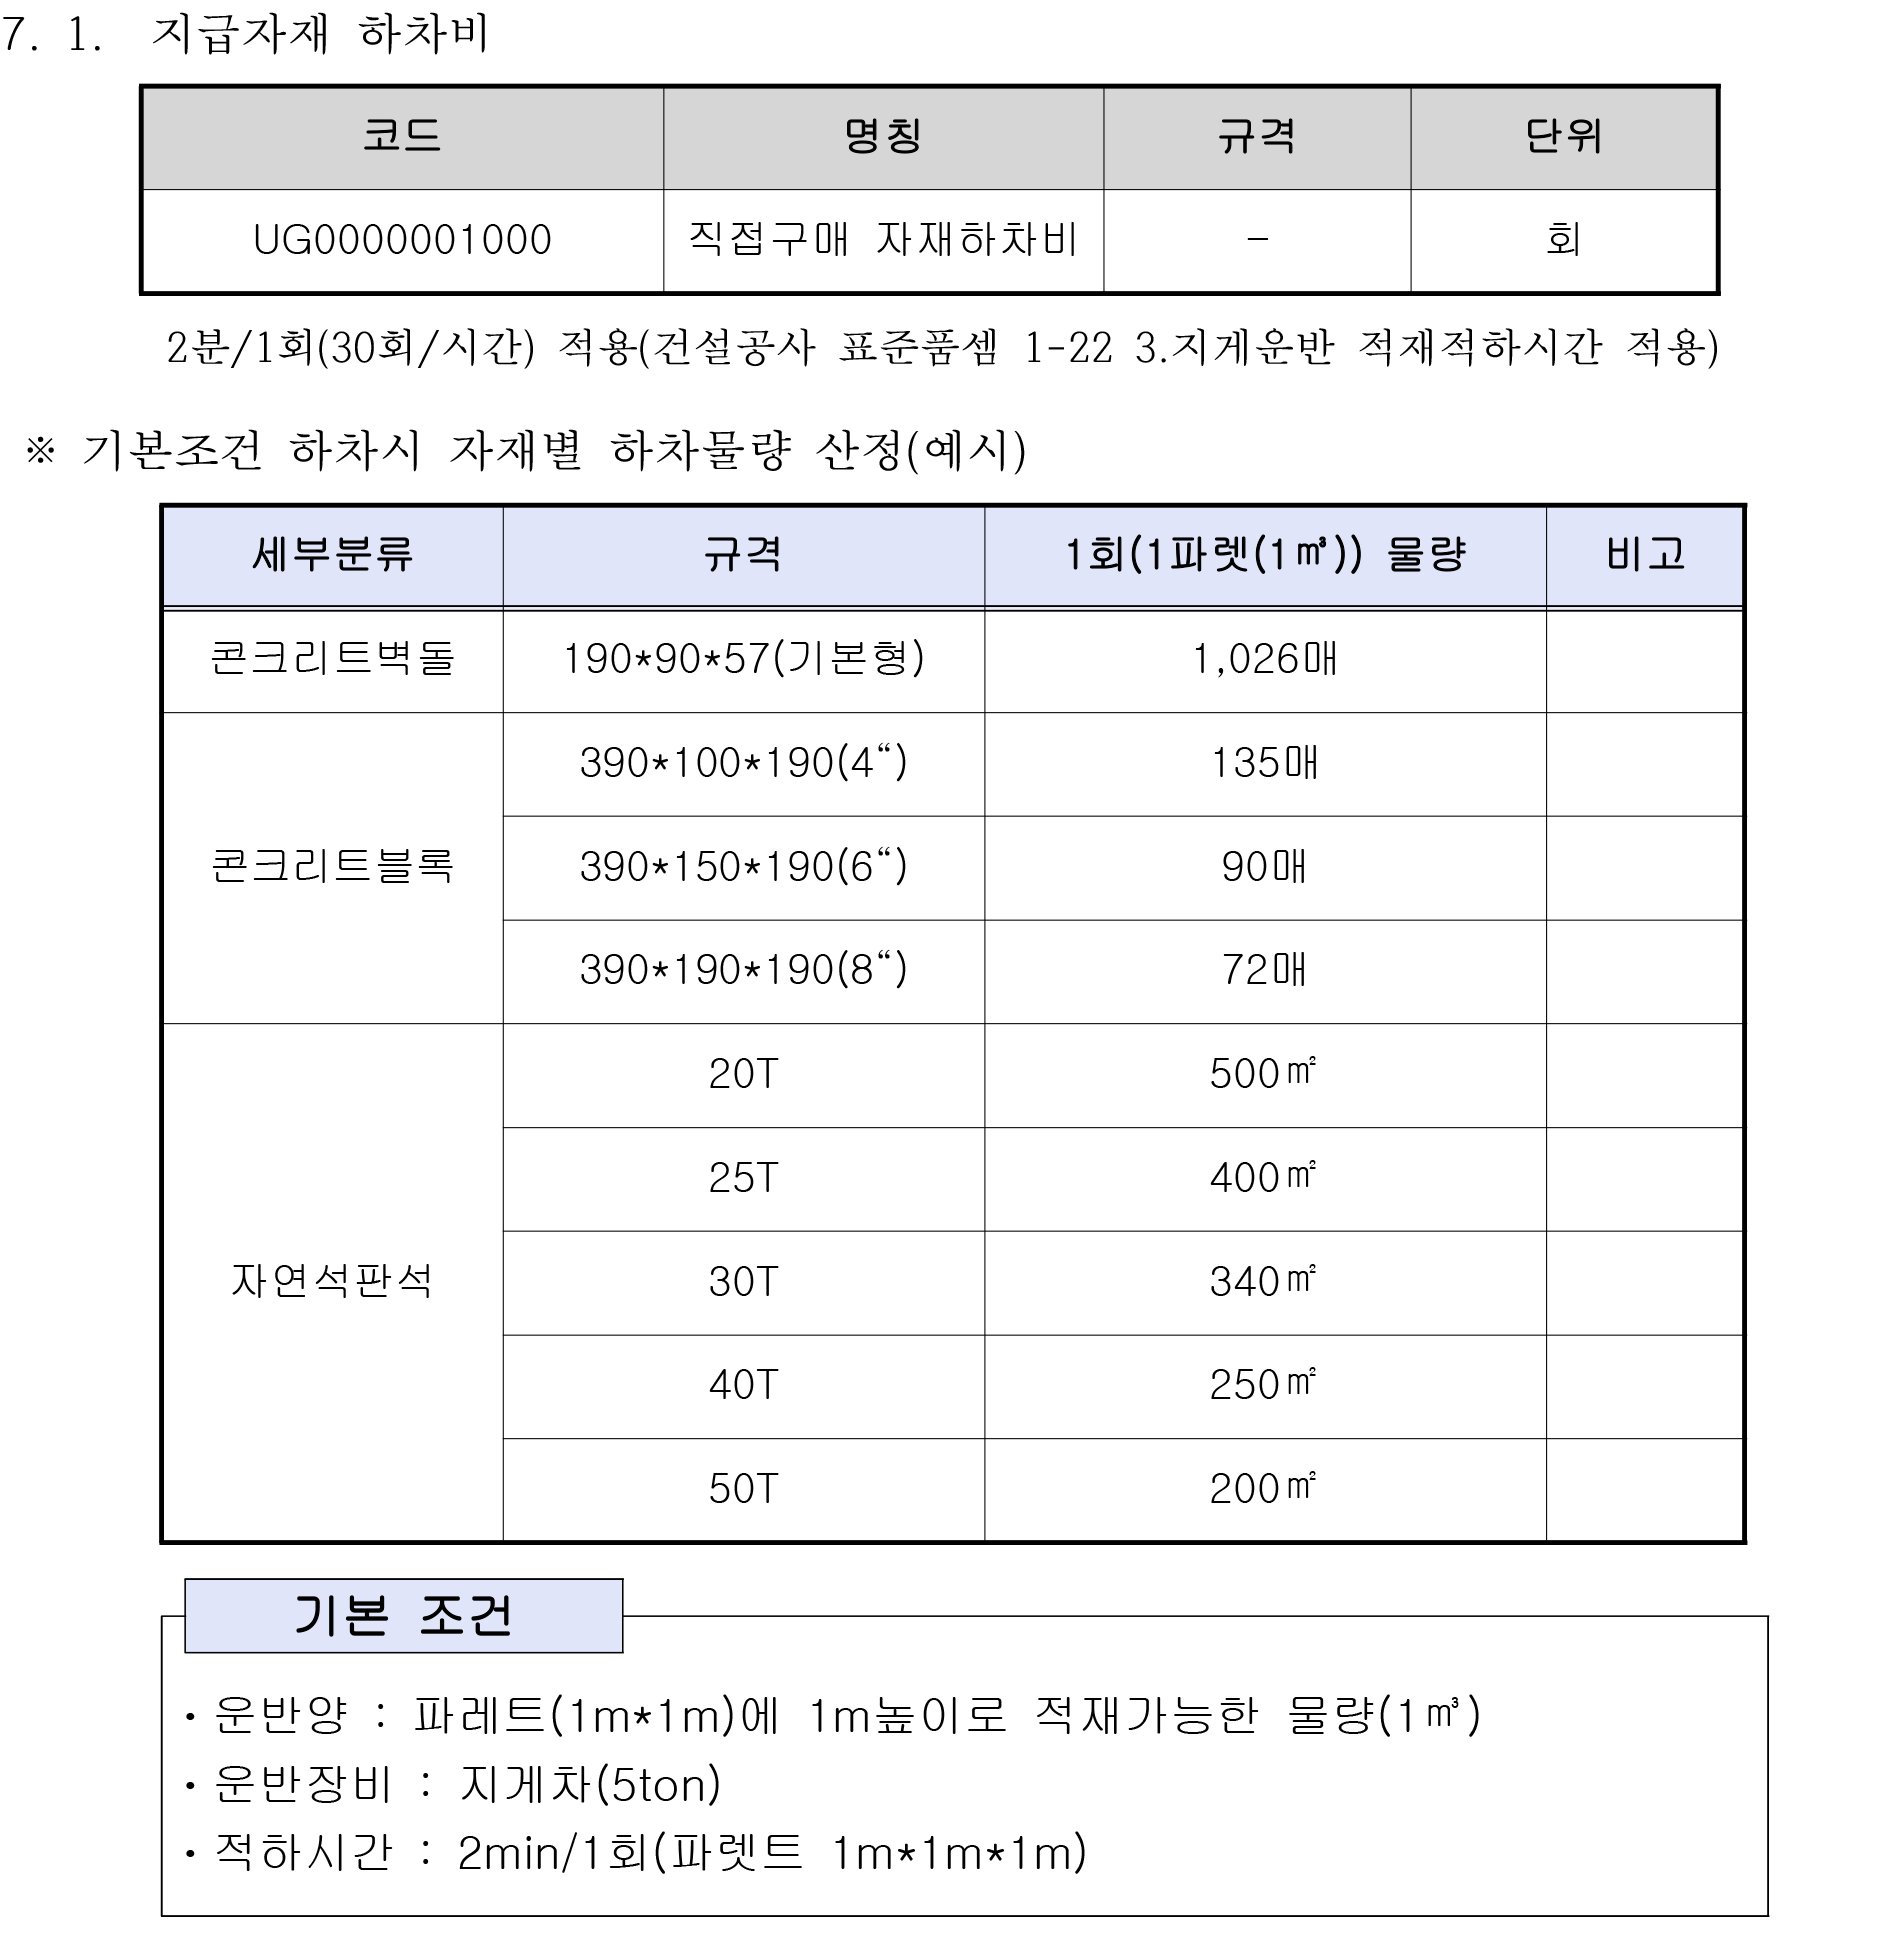 7. 1. 지급자재 하차비
코드 명칭 규격 단위
UG0000001000 직접구매 자재하차비 - 회
2분/1회(30회/시간) 적용(건설공사 표준품셈 1-22 3.지게운반 적재적하시간 적용)
※ 기본조건 하차시 자재별 하차물량 산정(예시)
세부분류 규격 1회(1파렛(1㎥)) 물량 비고
콘크리트벽돌 190*90*57(기본형) 1,026매
콘크리트블록 390*100*190(4“) 135매
390*150*190(6“) 90매
390*190*190(8“) 72매
자연석판석 20T 500㎡
25T 400㎡
30T 340㎡
40T 250㎡
50T 200㎡
기본 조건
· 운반양 : 파레트(1m*1m)에 1m높이로 적재가능한 물량(1㎥)
· 운반장비 : 지게차(5ton)
· 적하시간 : 2min/1회(파렛트 1m*1m*1m)